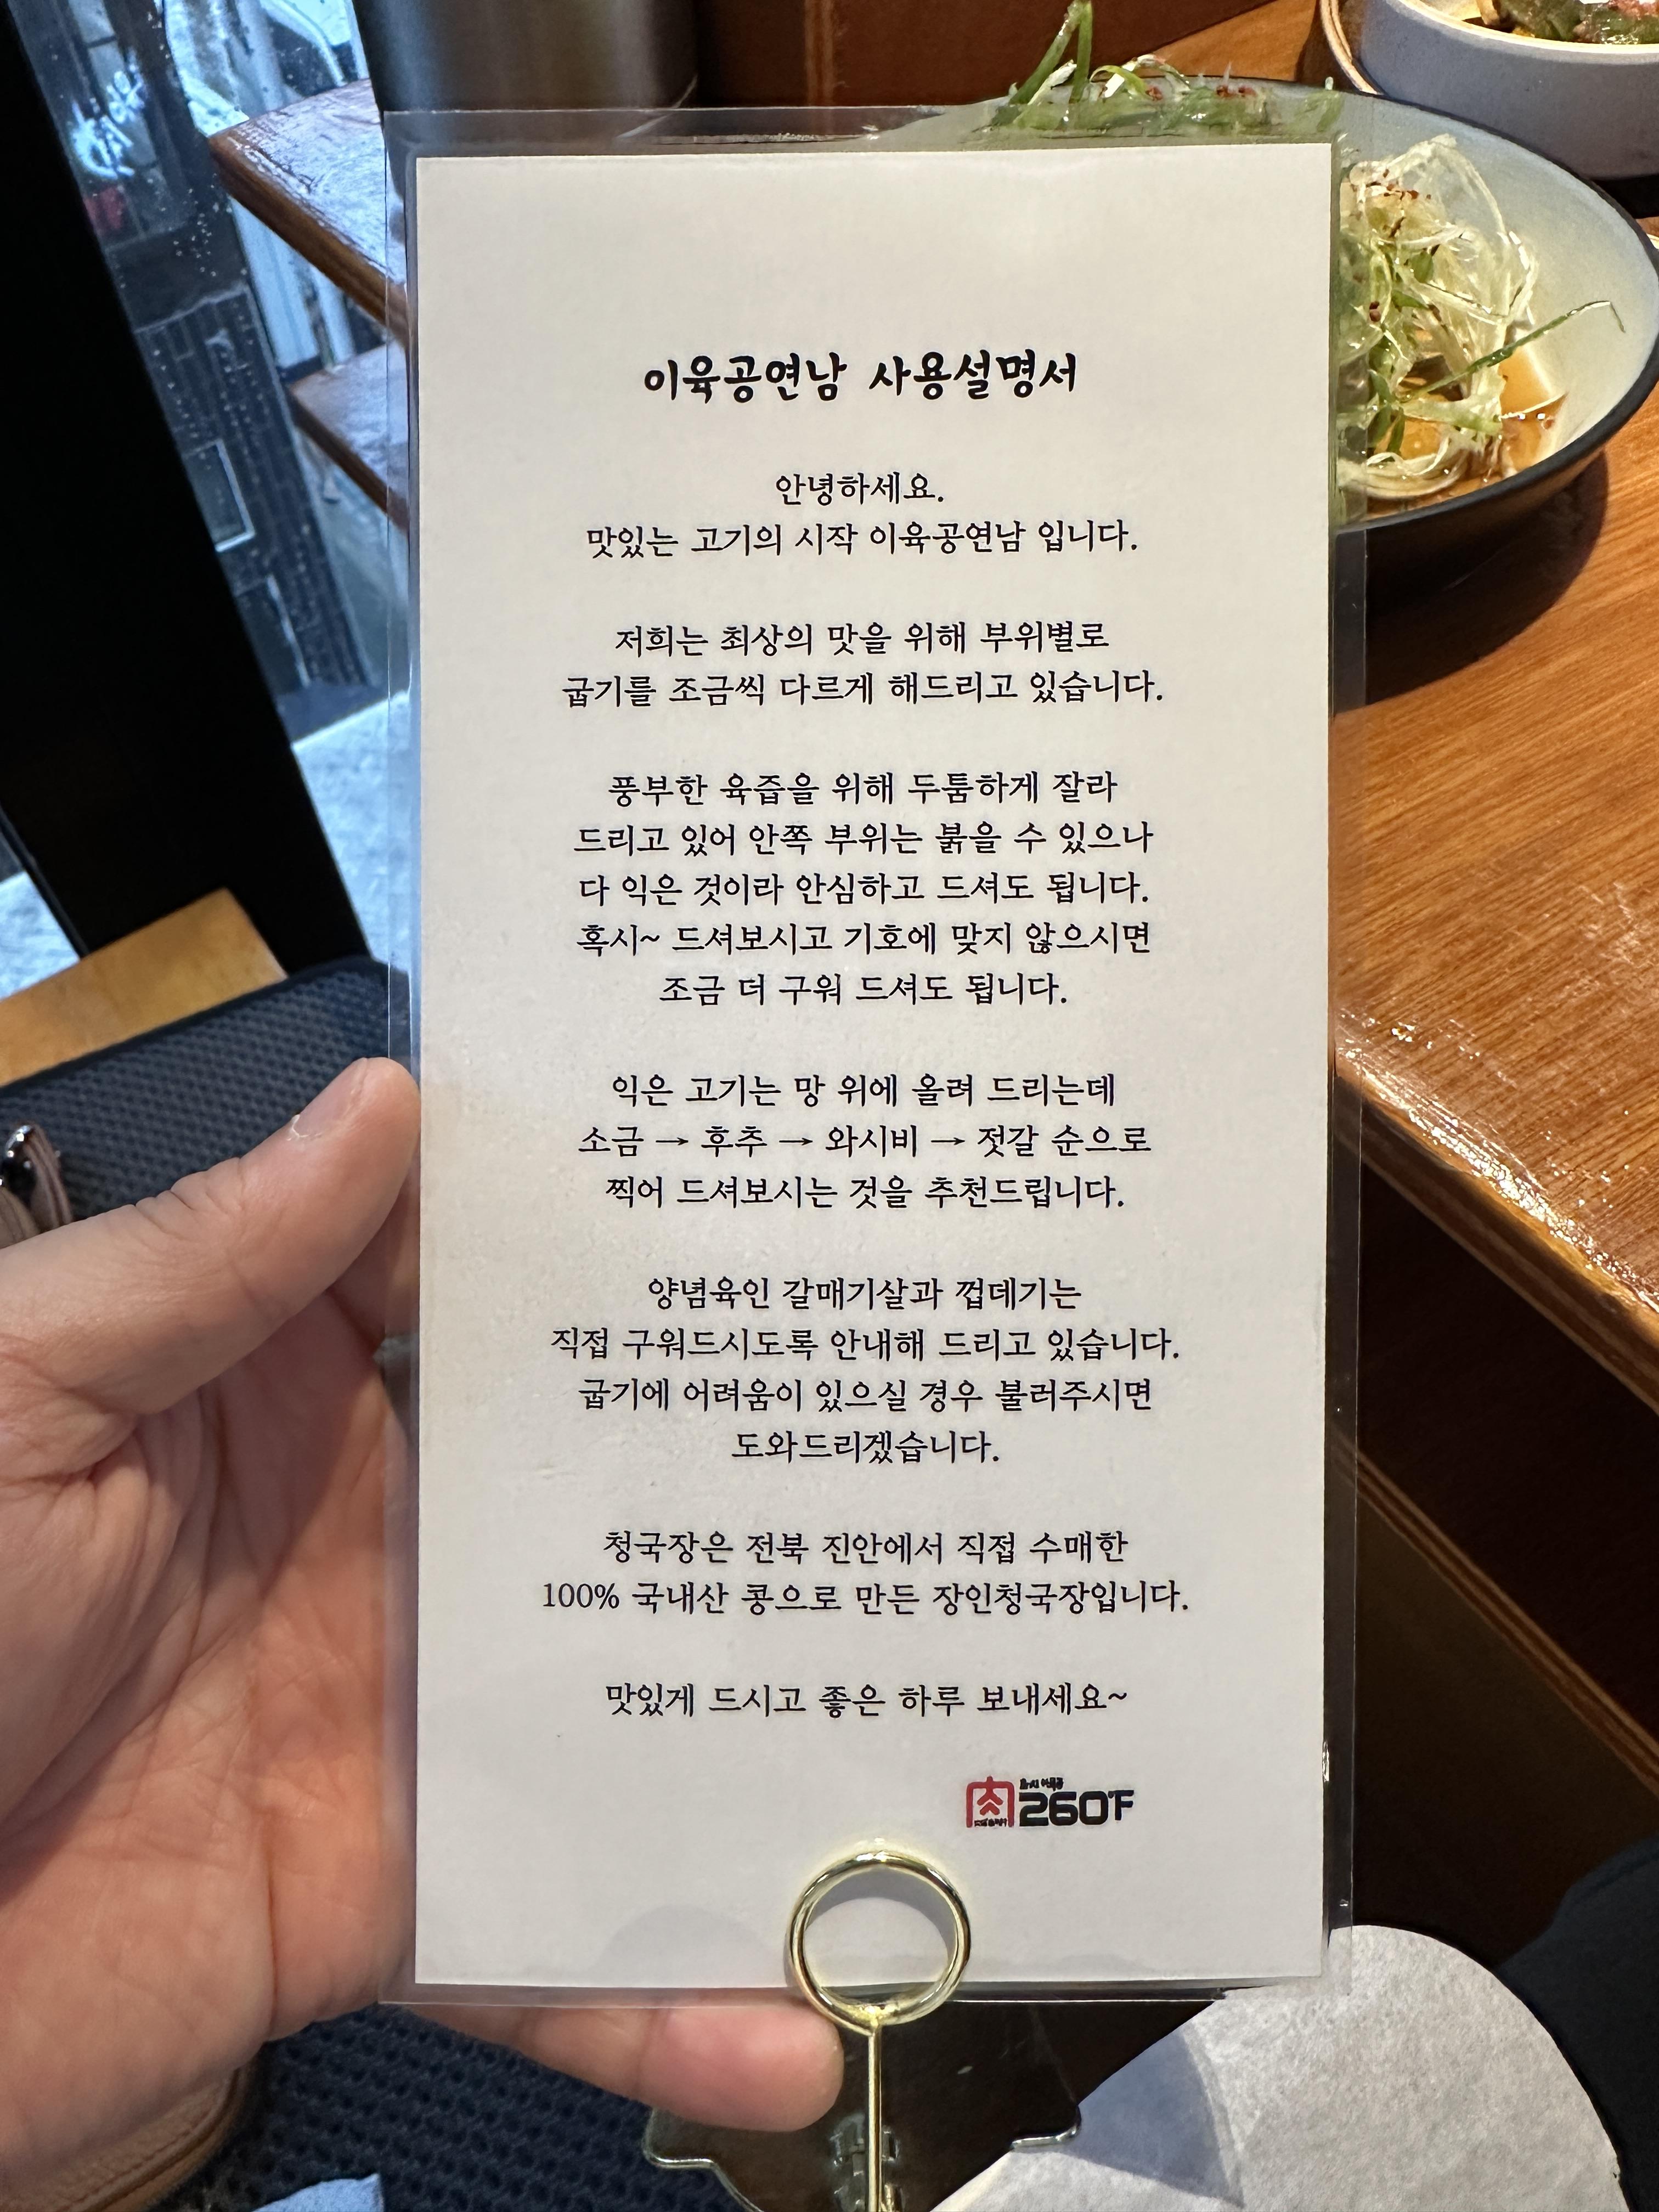 이육공연남 사용설명서
안녕하세요.
맛있는 고기의 시작 이육공연남 입니다.
저희는 최상의 맛을 위해 부위별로
굽기를 조금씩 다르게 해드리고 있습니다.
풍부한 육즙을 위해 두툼하게 잘라
드리고 있어 안쪽 부위는 붉을 수 있으나
다 익은 것이라 안심하고 드셔도 됩니다.
혹시~ 드셔보시고 기호에 맞지 않으시면
조금 더 구워 드셔도 됩니다.
익은 고기는 망 위에 올려 드리는데
소금 → 후추 → 와시비 → 젓갈 순으로
찍어 드셔보시는 것을 추천드립니다.
양념육인 갈매기살과 껍데기는
직접 구워드시도록 안내해 드리고 있습니다.
굽기에 어려움이 있으실 경우 불러주시면
도와드리겠습니다.
청국장은 전북 진안에서 직접 수매한
100% 국내산 콩으로 만든 장인청국장입니다.
맛있게 드시고 좋은 하루 보내세요~
肉 260℉